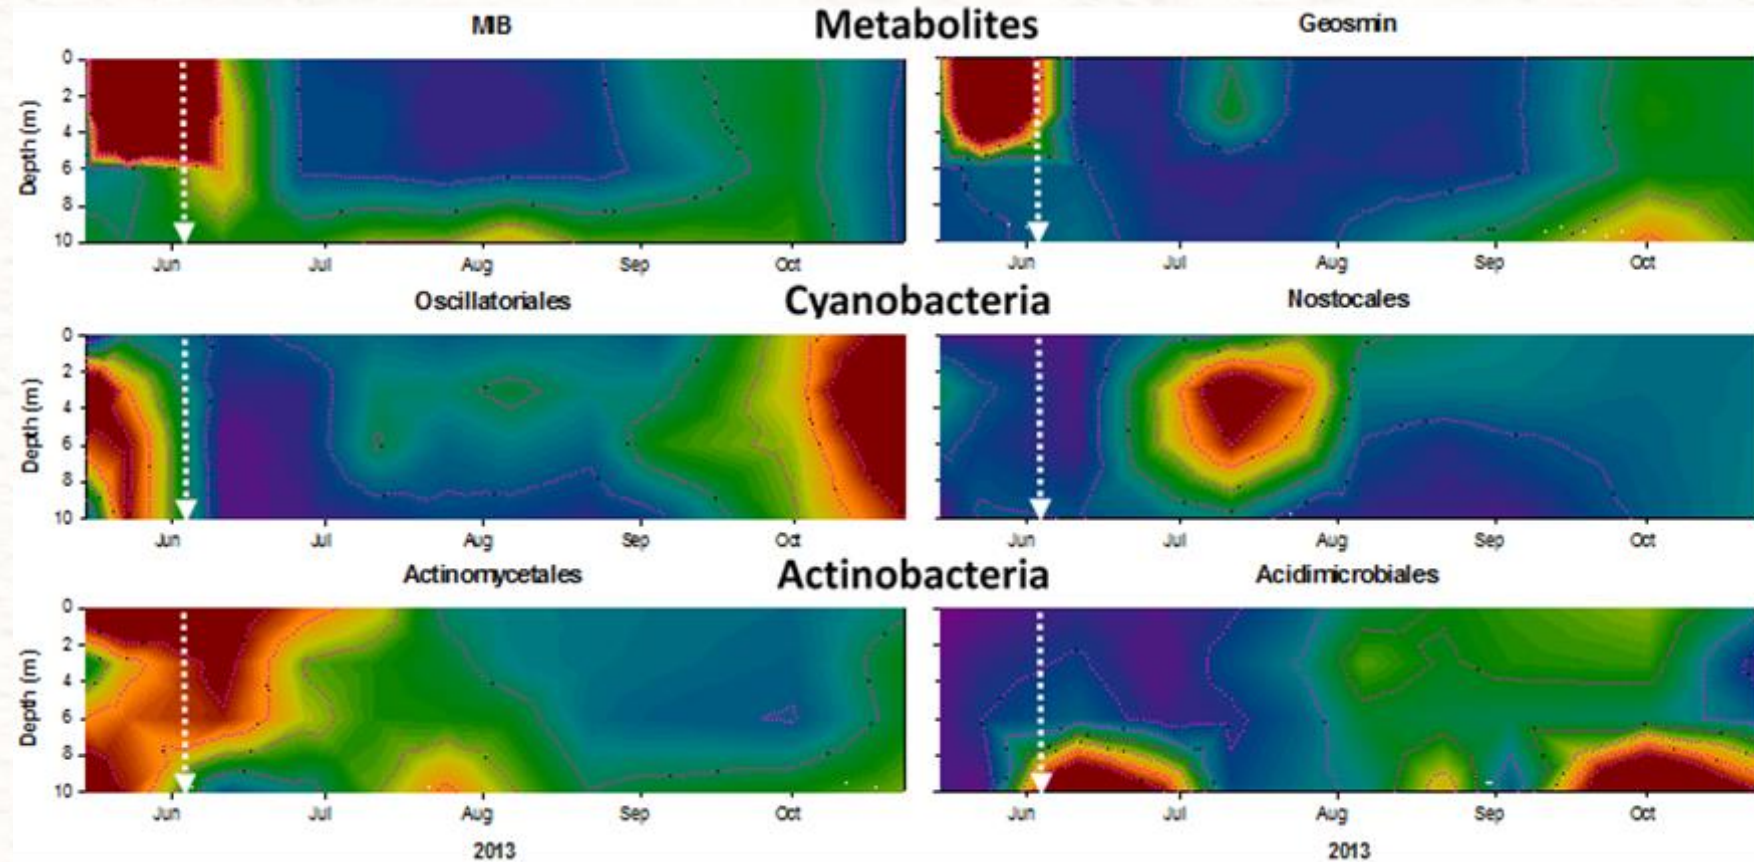 Metabolites
MIB
Geosmin
Depth (m)
0
2
4
6
8
10
Jun Jul Aug Sep Oct
Jun Jul Aug Sep Oct
Cyanobacteria
Oscillatoriales
Nostocales
Depth (m)
0
2
4
6
8
10
Jun Jul Aug Sep Oct
Jun Jul Aug Sep Oct
Actinobacteria
Actinomycetales
Acidimicrobiales
Depth (m)
0
2
4
6
8
10
Jun Jul Aug Sep Oct
Jun Jul Aug Sep Oct
2013
2013